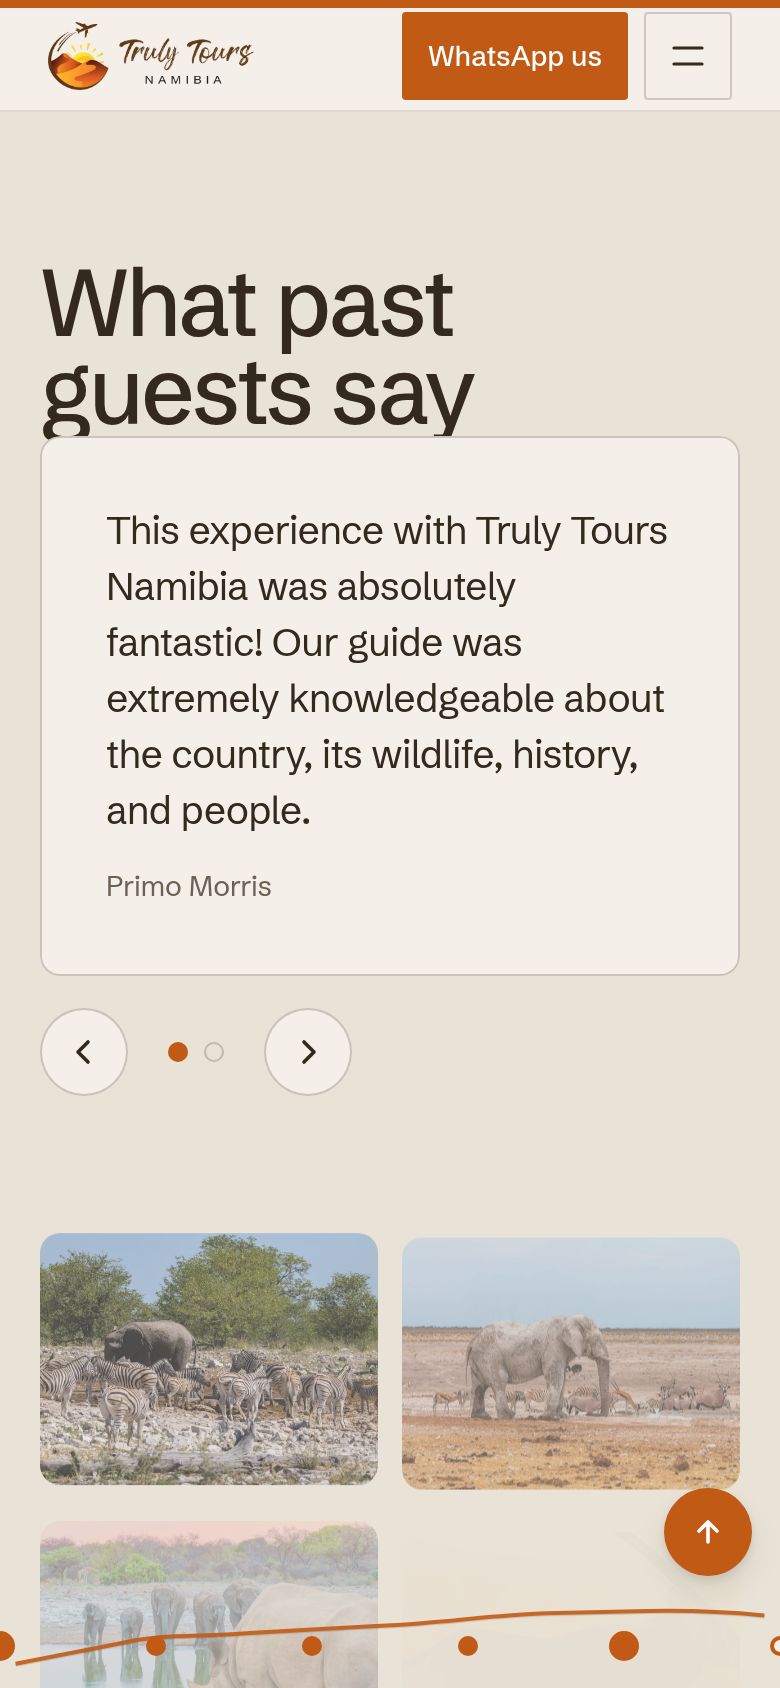 Truly Tours
NAMIBIA
WhatsApp us
What past
guests say
This experience with Truly Tours
Namibia was absolutely
fantastic! Our guide was
extremely knowledgeable about
the country, its wildlife, history,
and people.
Primo Morris